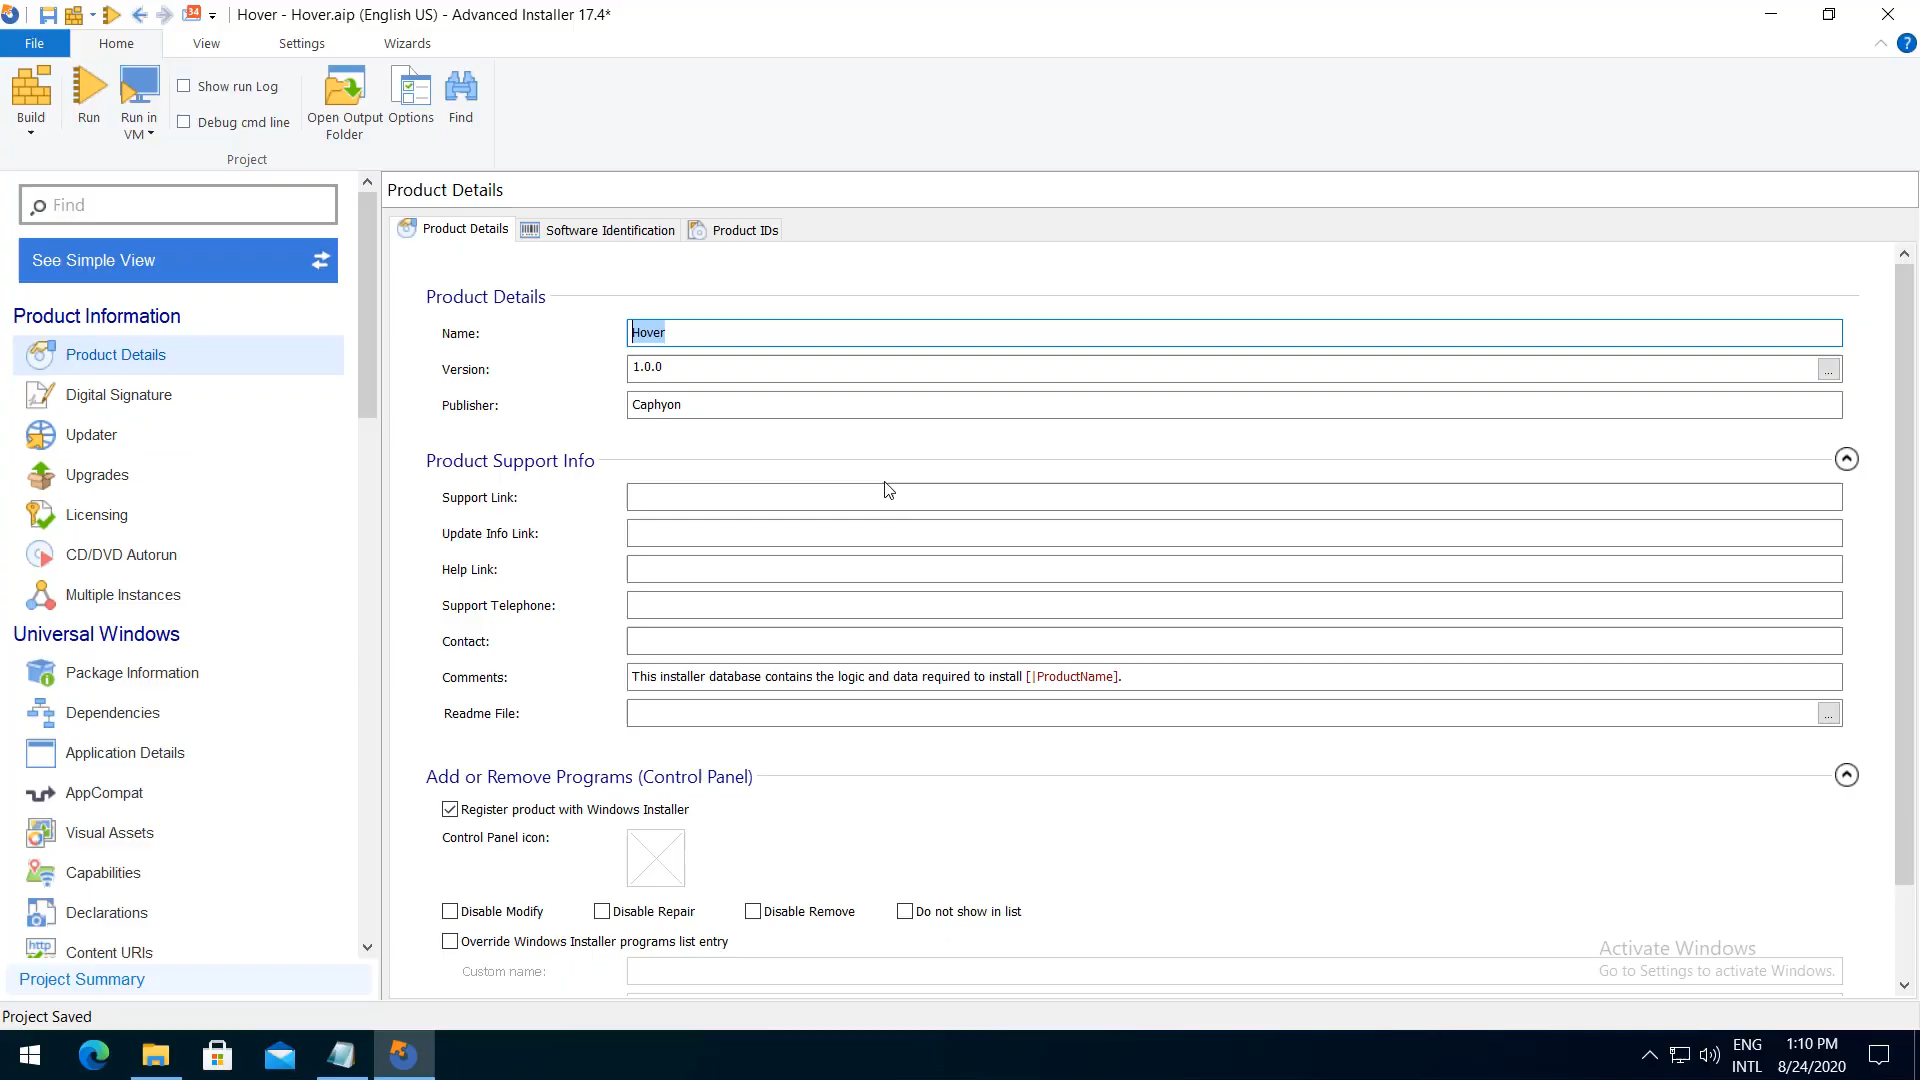 34
Hover - Hover.aip (English US) - Advanced Installer 17.4*
File
Home
View
Settings
Wizards
?
Build
Run
Run in
VM
Show run Log
Debug cmd line
Open Output
Folder
Options
Find
Project
Find
See Simple View
Product Information
Product Details
Digital Signature
Updater
Upgrades
Licensing
CD/DVD Autorun
Multiple Instances
Universal Windows
Package Information
Dependencies
Application Details
AppCompat
Visual Assets
Capabilities
Declarations
http
Content URIs
Project Summary
Product Details
Product Details
Software Identification
Product IDs
Product Details
Name:
Hover
Version:
1.0.0
...
Publisher:
Caphyon
Product Support Info
Support Link:
Update Info Link:
Help Link:
Support Telephone:
Contact:
Comments:
This installer database contains the logic and data required to install [|ProductName].
Readme File:
...
Add or Remove Programs (Control Panel)
Register product with Windows Installer
Control Panel icon:
Disable Modify
Disable Repair
Disable Remove
Do not show in list
Override Windows Installer programs list entry
Custom name:
Activate Windows
Go to Settings to activate Windows.
Project Saved
ENG
INTL
1:10 PM
8/24/2020